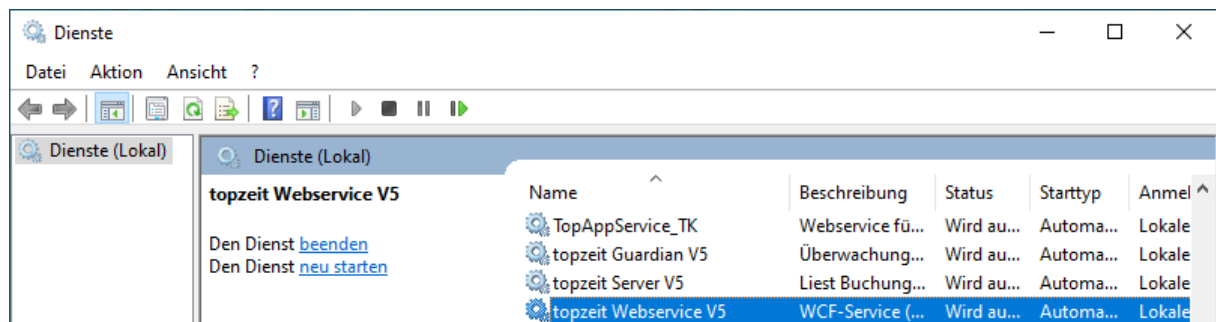 Dienste
Datei Aktion Ansicht ?
Dienste (Lokal)
Dienste (Lokal)
topzeit Webservice V5
Den Dienst beenden
Den Dienst neu starten
Name Beschreibung Status Starttyp Anmel
TopAppService_TK Webservice fü... Wird au... Automa... Lokale
topzeit Guardian V5 Überwachung... Wird au... Automa... Lokale
topzeit Server V5 Liest Buchung... Wird au... Automa... Lokale
topzeit Webservice V5 WCF-Service (... Wird au... Automa... Lokale